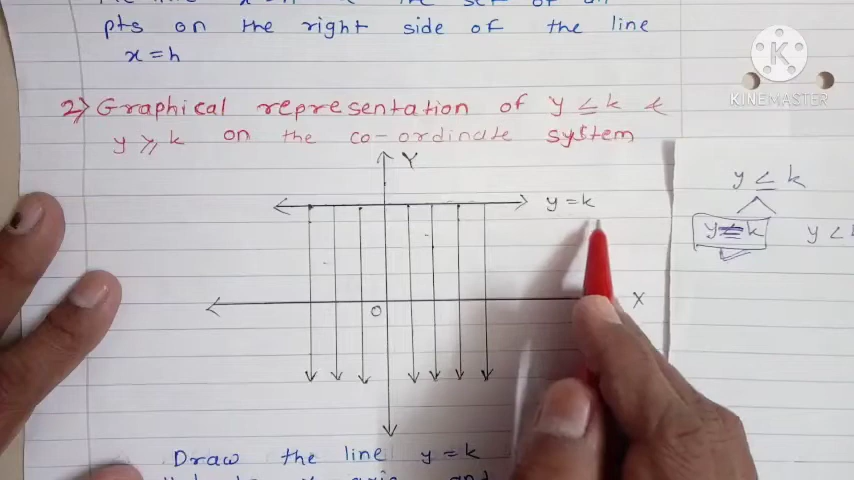 pts on the right side of the line
x = h
2) Graphical representation of y ≤ k &
y ≥ k on the co-ordinate system
Y
y = k
X
O
y ≤ k
y = k y <
Draw the line y = k
K
KINEMASTER